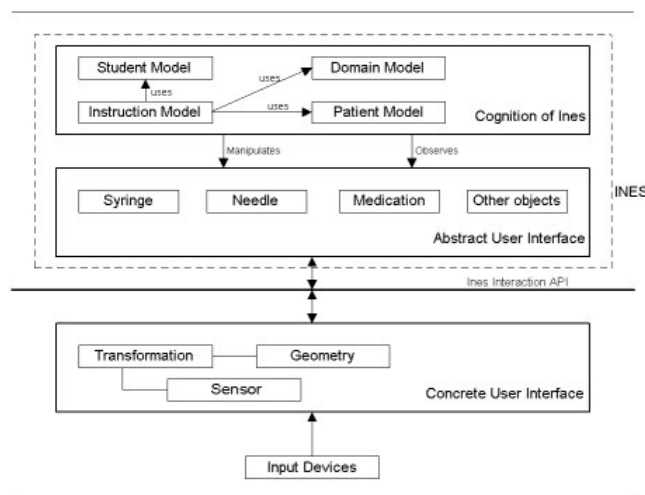 Student Model
Domain Model
uses
uses
Instruction Model
uses
Patient Model
Cognition of Ines
Manipulates
Observes
INES
Syringe
Needle
Medication
Other objects
Abstract User Interface
Ines Interaction API
Transformation
Geometry
Sensor
Concrete User Interface
Input Devices